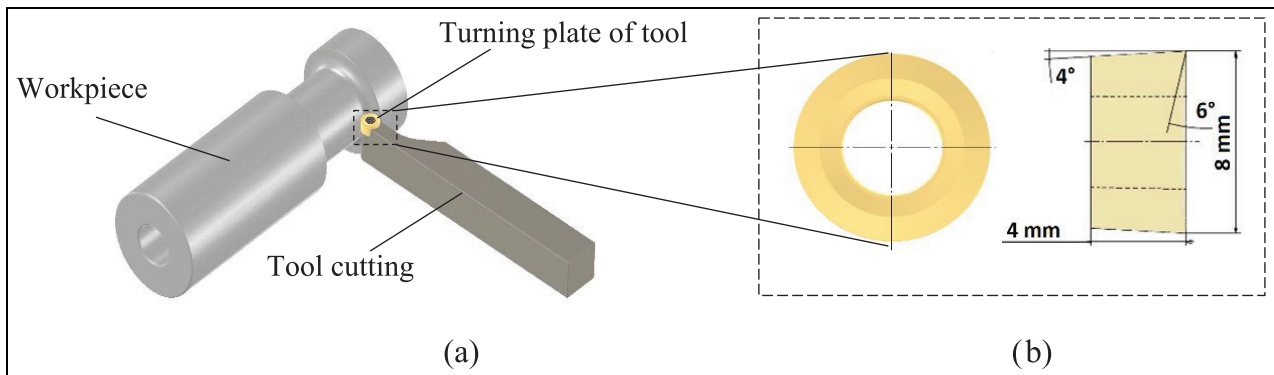 Turning plate of tool
Workpiece
Tool cutting
4°
6°
8 mm
4 mm
(a)
(b)